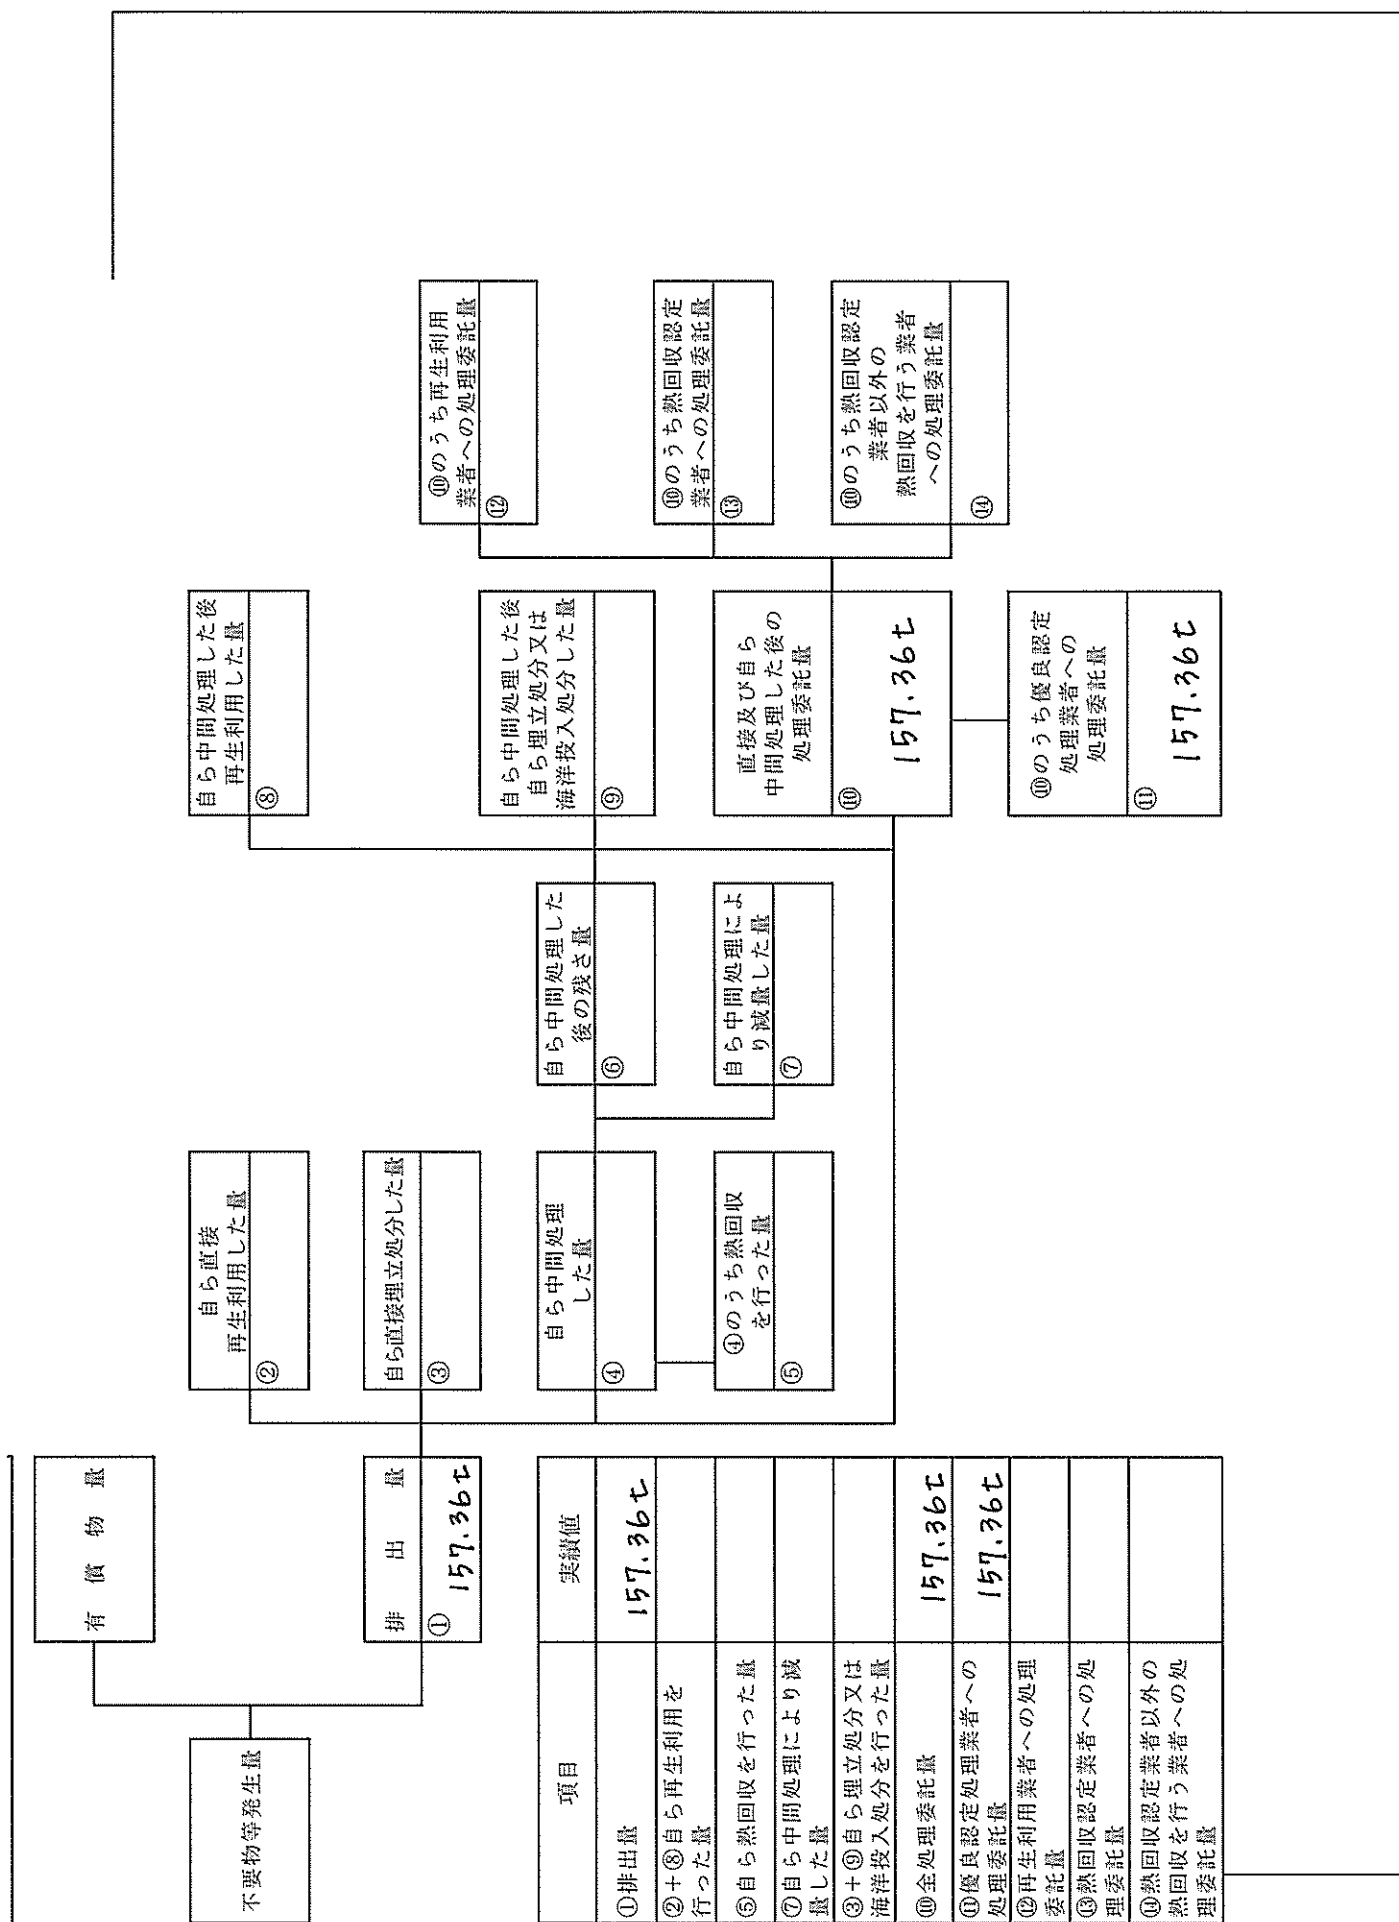 不要物等発生量
有償物量
排出量
①
157.36t
自ら直接
再生利用した量
②
自ら直接埋立処分した量
③
自ら中間処理
した量
④
④のうち熱回収
を行った量
⑤
自ら中間処理した
後の残さ量
⑥
自ら中間処理によ
り減量した量
⑦
自ら中間処理した後
再生利用した量
⑧
自ら中間処理した後
自ら埋立処分又は
海洋投入処分した量
⑨
直接及び自ら
中間処理した後の
処理委託量
⑩
157.36t
⑩のうち優良認定
処理業者への
処理委託量
⑪
157.36t
⑩のうち再生利用
業者への処理委託量
⑫
⑩のうち熱回収認定
業者への処理委託量
⑬
⑩のうち熱回収認定
業者以外の
熱回収を行う業者
への処理委託量
⑭
項目 実績値
①排出量 157.36t
②+⑧自ら再生利用を
行った量
⑤自ら熱回収を行った量
⑦自ら中間処理により減
量した量
③+⑨自ら埋立処分又は
海洋投入処分を行った量
⑩全処理委託量 157.36t
⑪優良認定処理業者への
処理委託量 157.36t
⑫再生利用業者への処理
委託量
⑬熱回収認定業者への処
理委託量
⑭熱回収認定業者以外の
熱回収を行う業者への処
理委託量